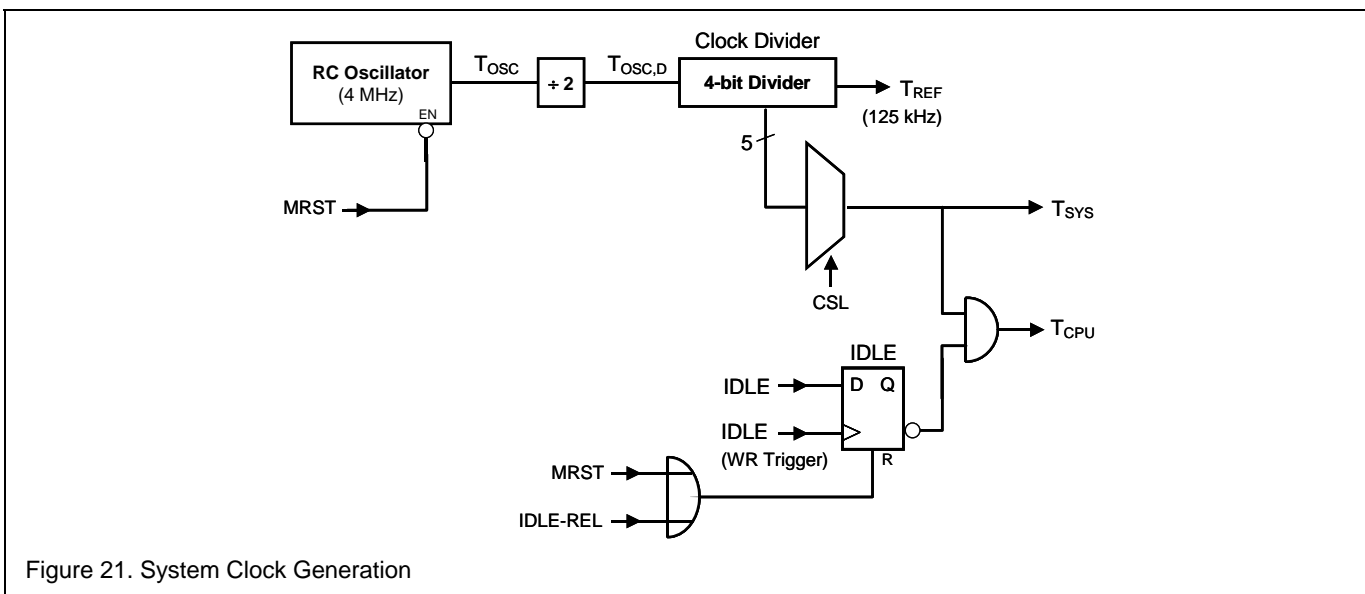 Clock Divider
RC Oscillator
(4 MHz)
EN
TOSC
÷ 2
TOSC,D
4-bit Divider
TREF
(125 kHz)
5
MRST
TSYS
CSL
TCPU
IDLE
IDLE
D Q
IDLE
(WR Trigger)
R
MRST
IDLE-REL
Figure 21. System Clock Generation